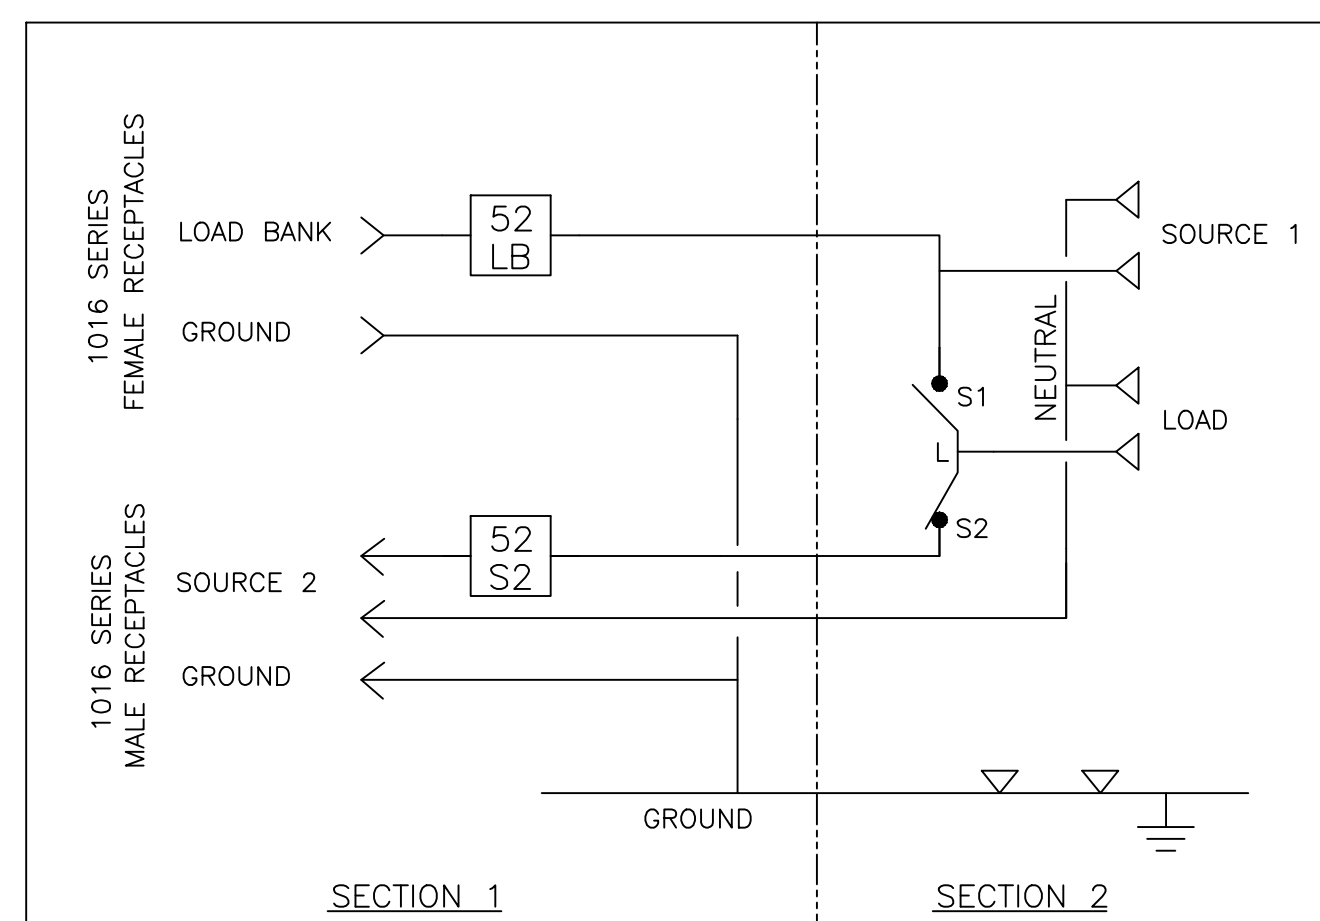 1016 SERIES
FEMALE RECEPTACLES
LOAD BANK
52
LB
GROUND
SOURCE 1
NEUTRAL
S1
LOAD
L
1016 SERIES
MALE RECEPTACLES
SOURCE 2
52
S2
S2
GROUND
GROUND
SECTION 1
SECTION 2